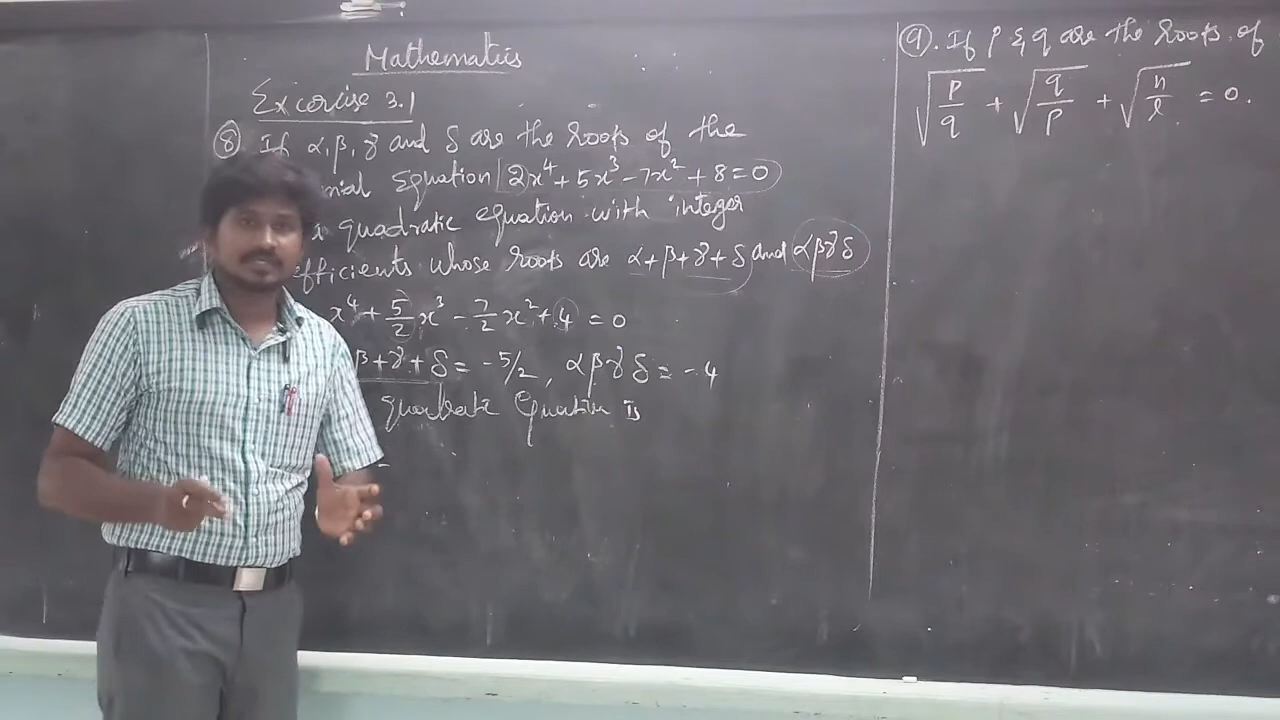 Mathematics
Exercise 3.1
⑧. If α, β, γ and δ are the roots of the
mial Equation 2x⁴ + 5x³ - 7x² + 8 = 0
quadratic equation with integer
efficients whose roots are α + β + γ + δ and αβγδ
x⁴ + 5/2 x³ - 7/2 x² + 4 = 0
β + γ + δ = -5/2, αβγδ = -4
quadratic Equation is
⑨. If p & q are the roots of
√(p/q) + √(q/p) + √(n/l) = 0.